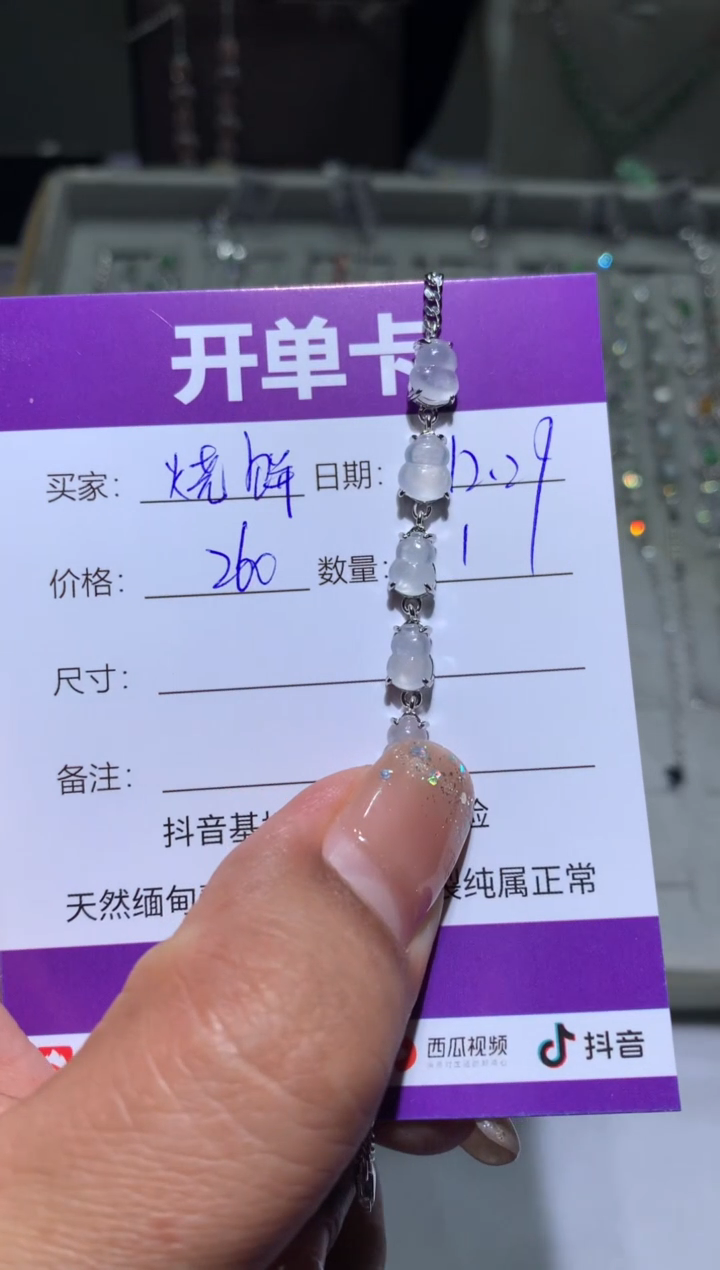 开单卡
买家： 烧饼 日期： 12.29
价格： 260 数量： 1
尺寸：
备注：
抖音基
天然缅甸 纯属正常
西瓜视频 抖音